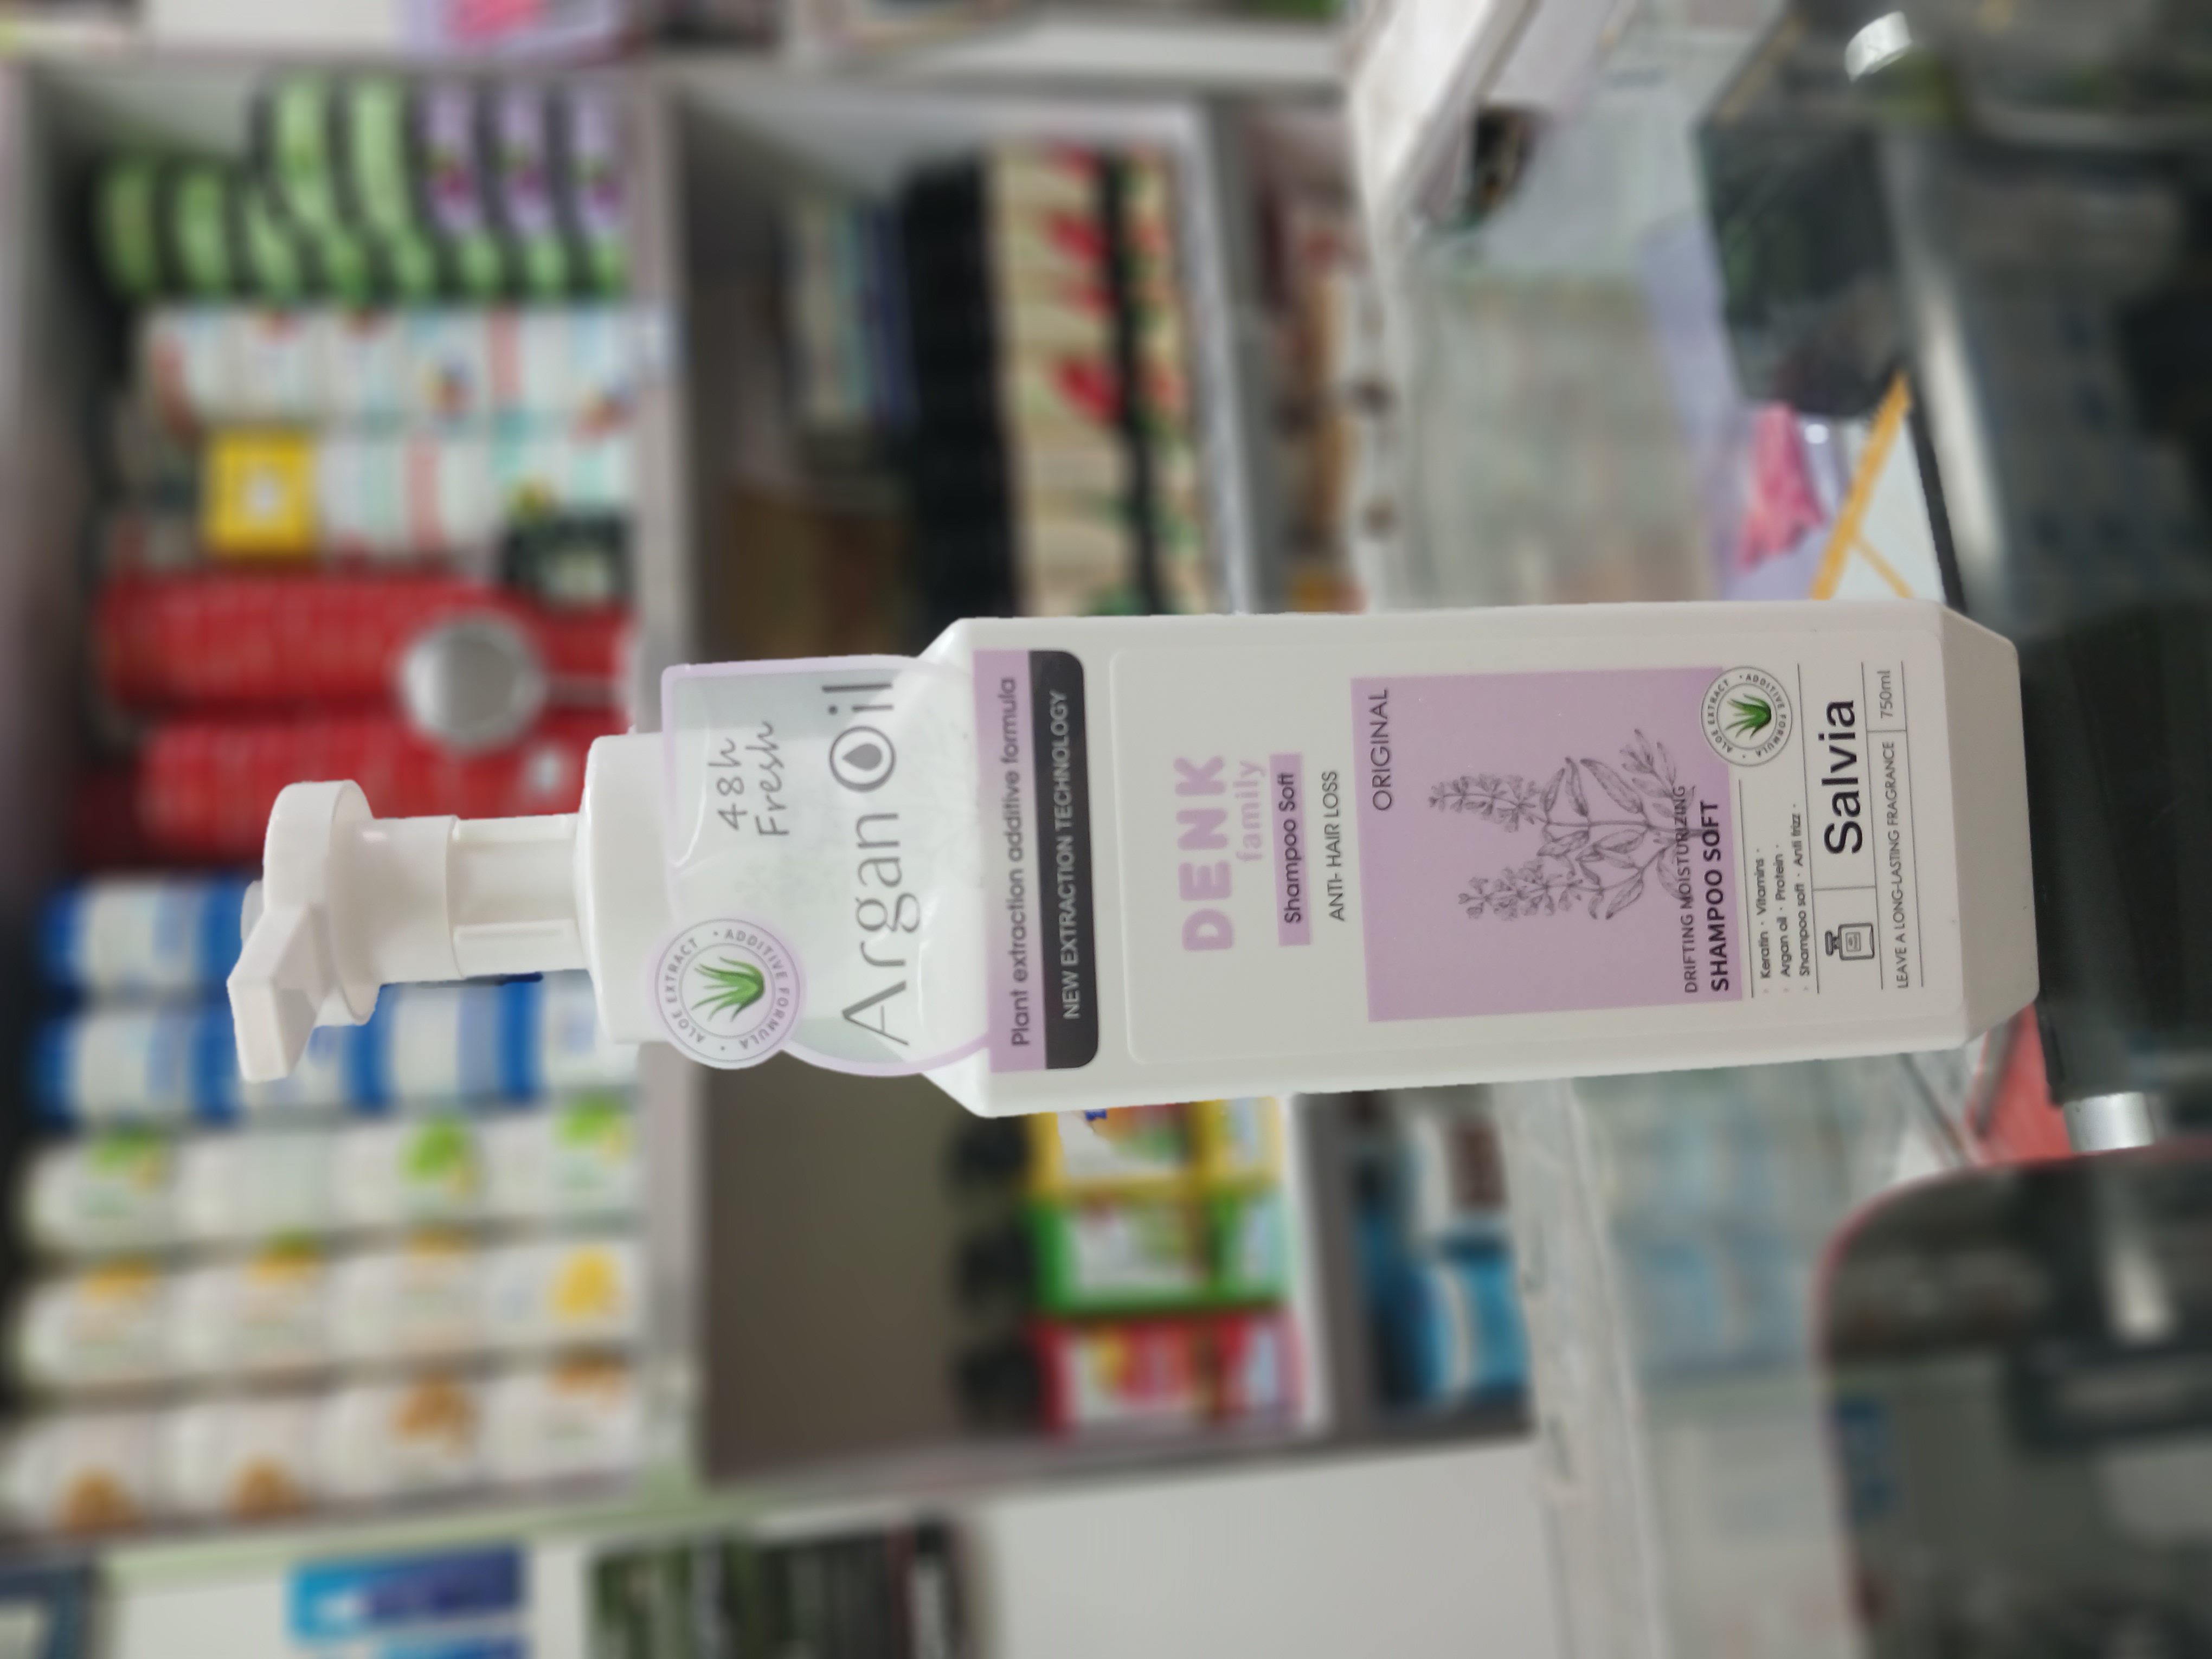 48h
Fresh
Argan Oil
• ADDITIVE FORMULA • ALOE EXTRACT
Plant extraction additive formula
NEW EXTRACTION TECHNOLOGY
DENK
family
Shampoo Soft
ANTI- HAIR LOSS
ORIGINAL
DRIFTING MOISTURIZING
SHAMPOO SOFT
• ADDITIVE FORMULA • ALOE EXTRACT
· Keratin · Vitamins ·
· Argan oil · Protein ·
· Shampoo soft · Anti frizz ·
Salvia
LEAVE A LONG-LASTING FRAGRANCE 750ml